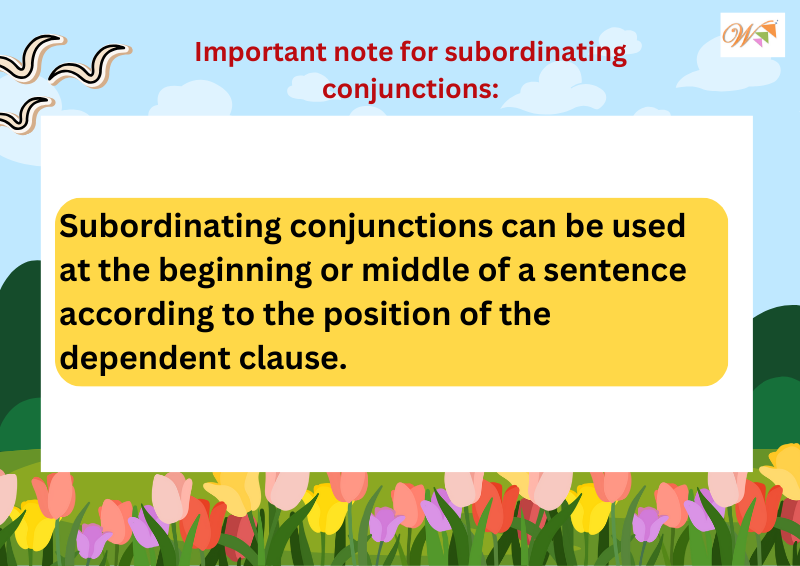 Important note for subordinating
conjunctions:
W
Subordinating conjunctions can be used
at the beginning or middle of a sentence
according to the position of the
dependent clause.